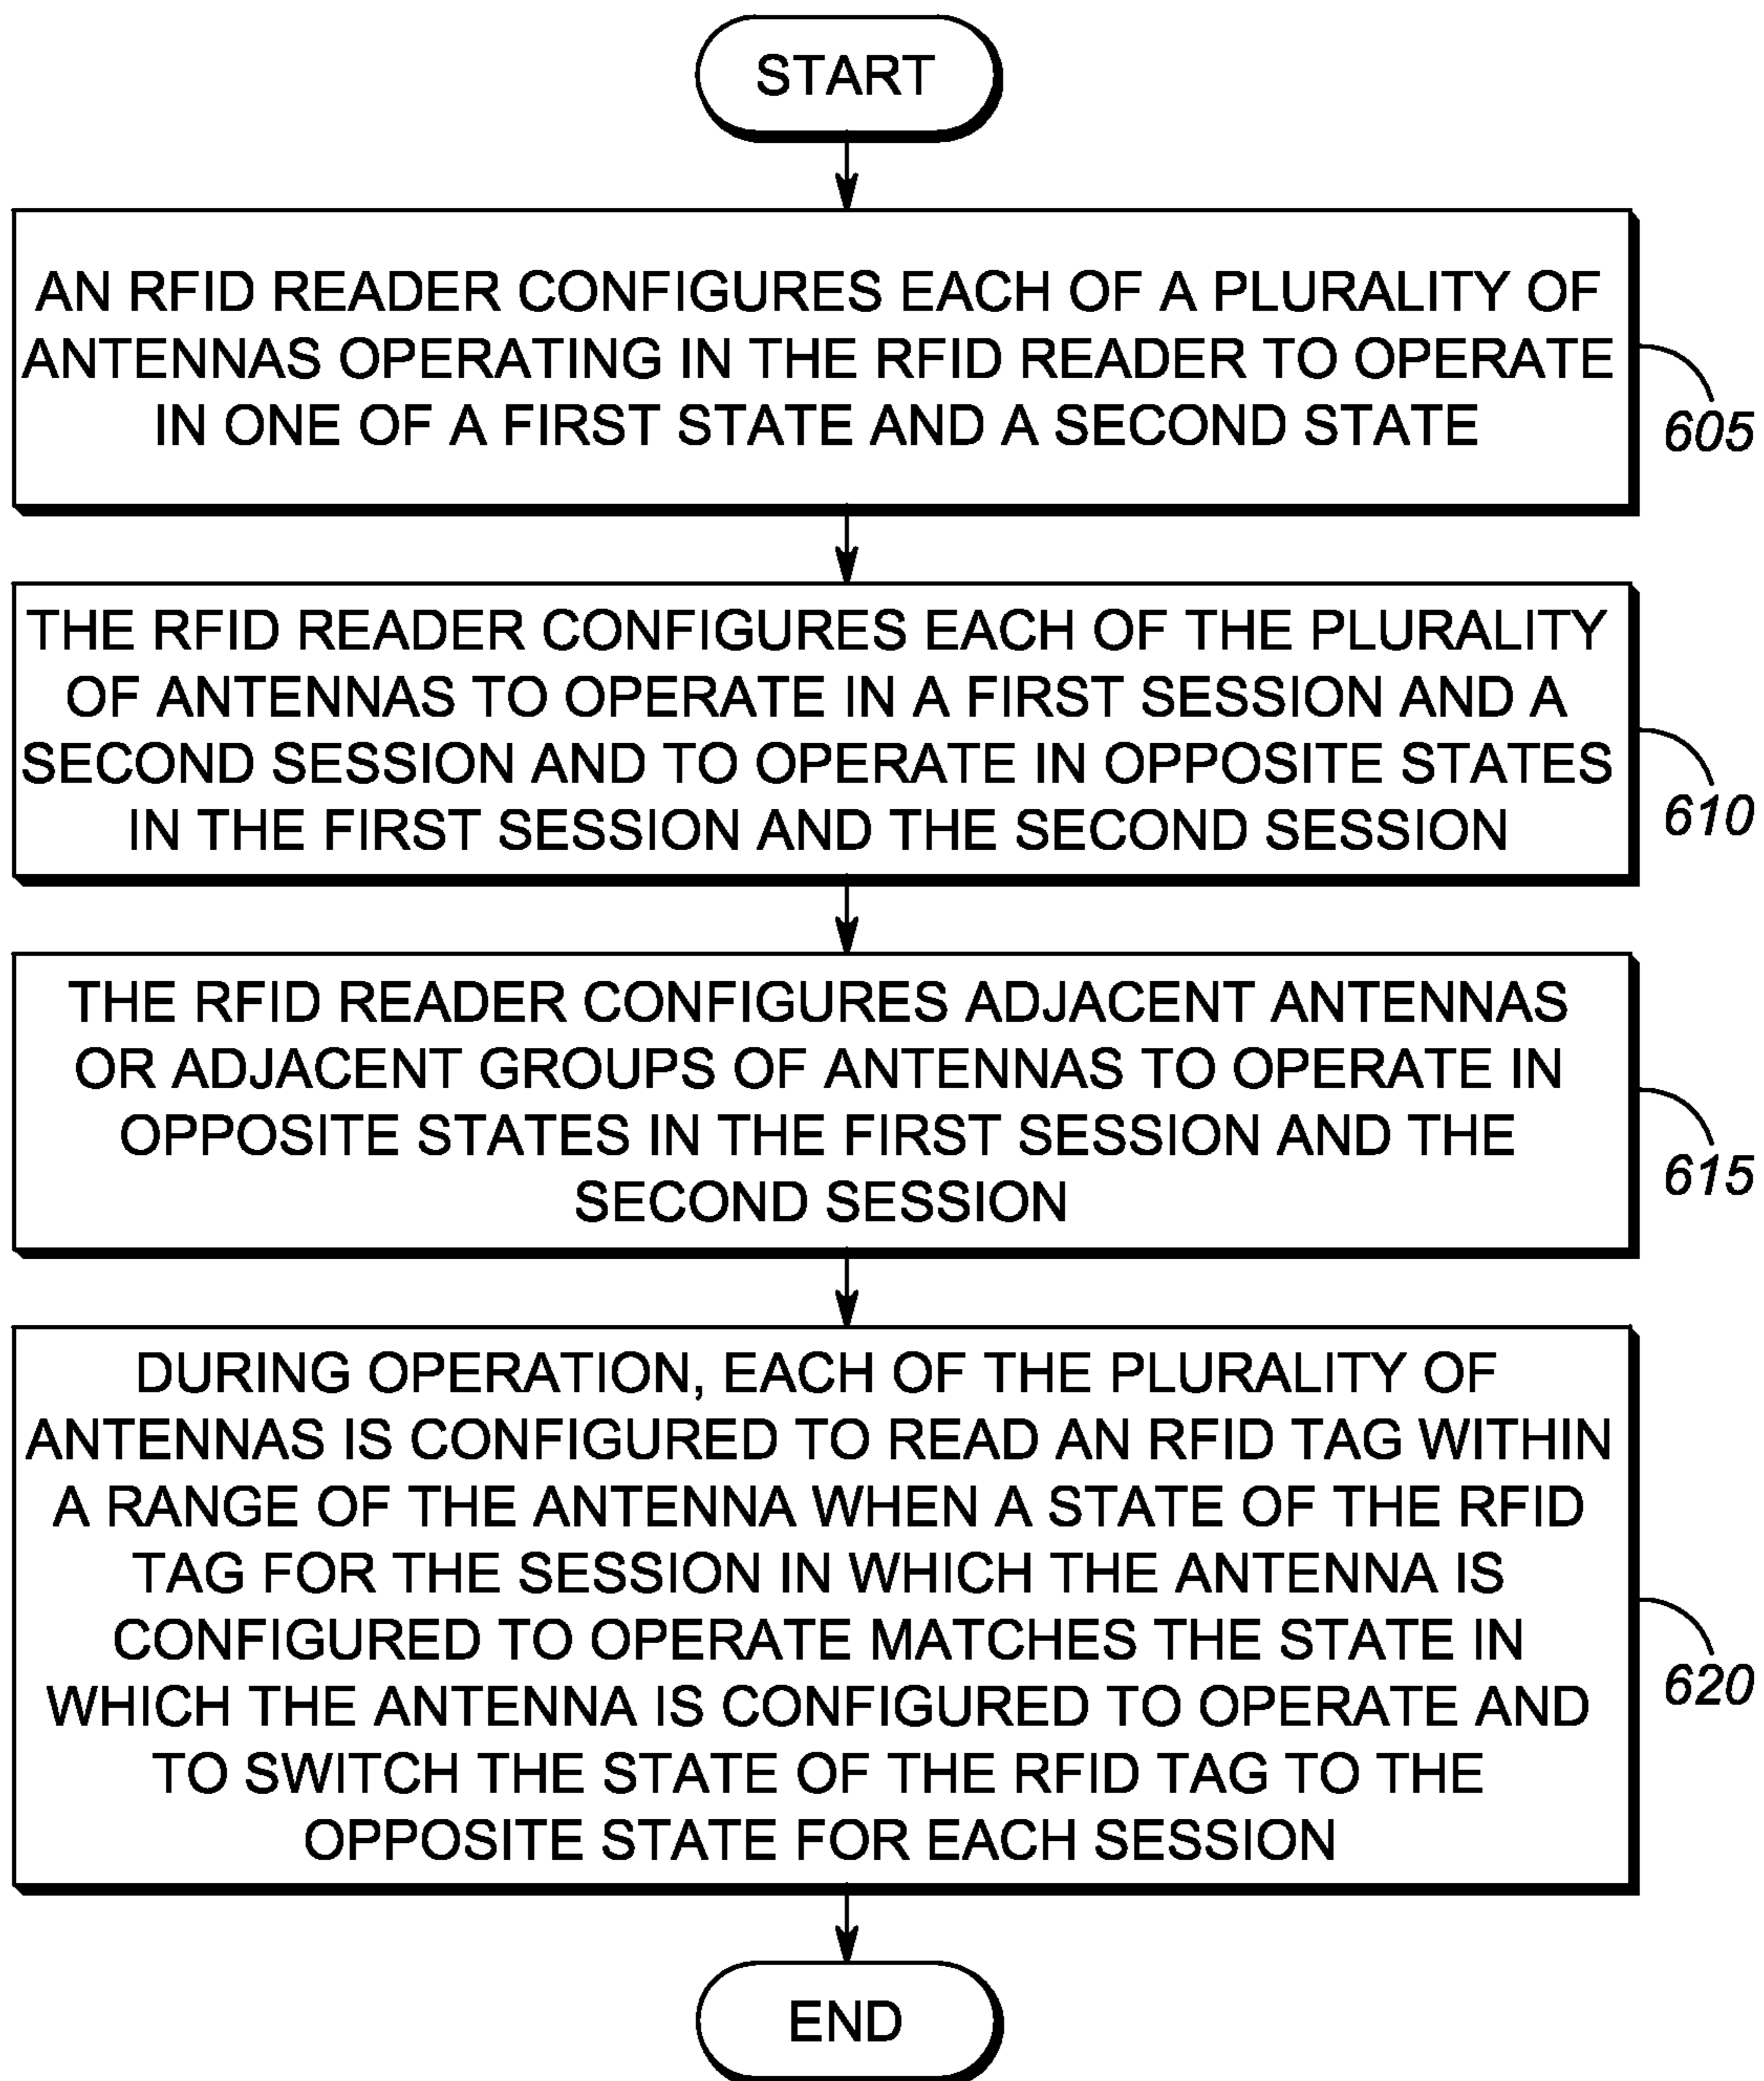 START
AN RFID READER CONFIGURES EACH OF A PLURALITY OF
ANTENNAS OPERATING IN THE RFID READER TO OPERATE
IN ONE OF A FIRST STATE AND A SECOND STATE
605
THE RFID READER CONFIGURES EACH OF THE PLURALITY
OF ANTENNAS TO OPERATE IN A FIRST SESSION AND A
SECOND SESSION AND TO OPERATE IN OPPOSITE STATES
IN THE FIRST SESSION AND THE SECOND SESSION
610
THE RFID READER CONFIGURES ADJACENT ANTENNAS
OR ADJACENT GROUPS OF ANTENNAS TO OPERATE IN
OPPOSITE STATES IN THE FIRST SESSION AND THE
SECOND SESSION
615
DURING OPERATION, EACH OF THE PLURALITY OF
ANTENNAS IS CONFIGURED TO READ AN RFID TAG WITHIN
A RANGE OF THE ANTENNA WHEN A STATE OF THE RFID
TAG FOR THE SESSION IN WHICH THE ANTENNA IS
CONFIGURED TO OPERATE MATCHES THE STATE IN
WHICH THE ANTENNA IS CONFIGURED TO OPERATE AND
TO SWITCH THE STATE OF THE RFID TAG TO THE
OPPOSITE STATE FOR EACH SESSION
620
END